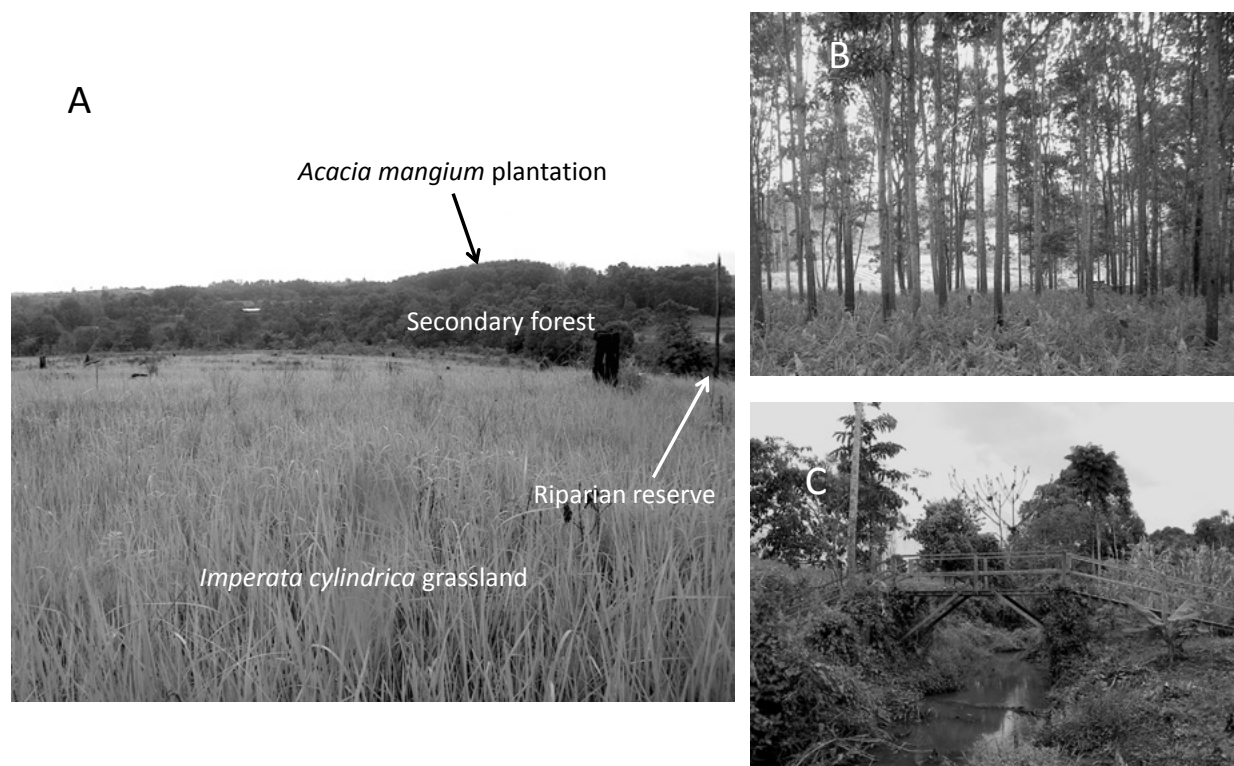 A
Acacia mangium plantation
Secondary forest
Riparian reserve
Imperata cylindrica grassland
B
C